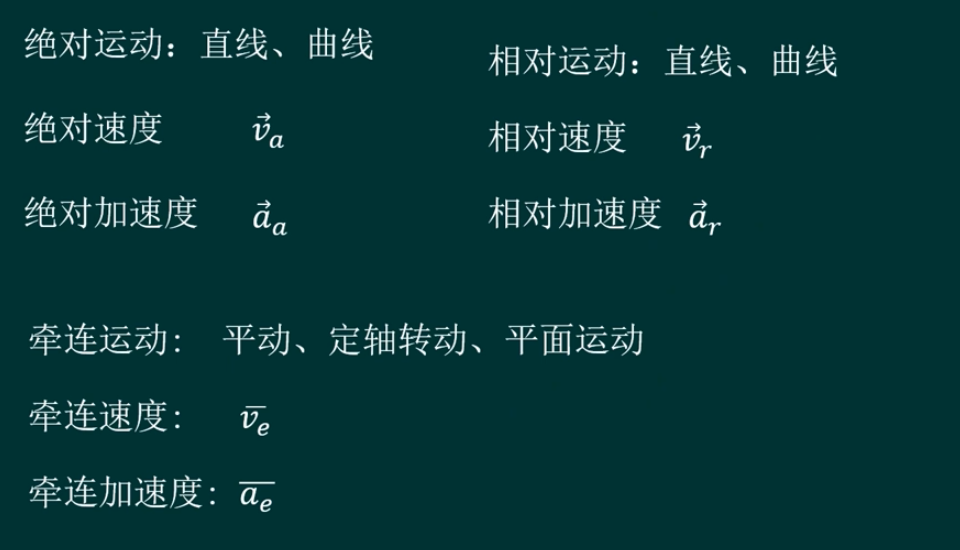 绝对运动：直线、曲线
绝对速度 $\vec{v}_a$
绝对加速度 $\vec{a}_a$
相对运动：直线、曲线
相对速度 $\vec{v}_r$
相对加速度 $\vec{a}_r$
牵连运动： 平动、定轴转动、平面运动
牵连速度： $\overline{v_e}$
牵连加速度：$\overline{a_e}$